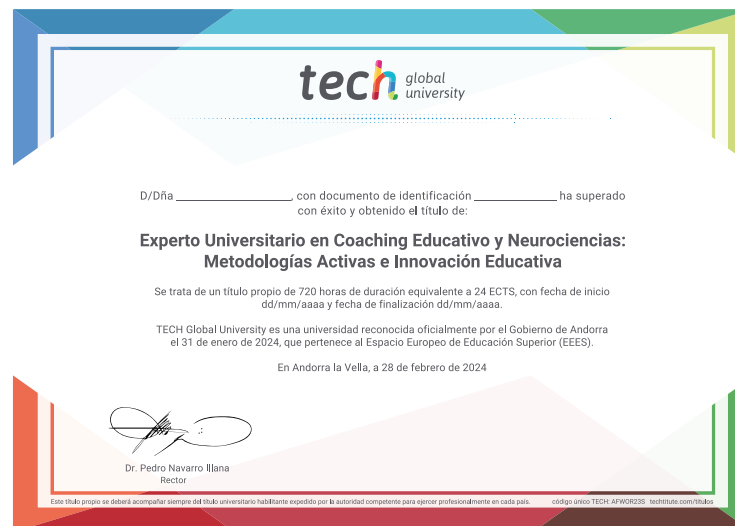 tech global
university
D/Dña ____________________, con documento de identificación ______________ ha superado
con éxito y obtenido el título de:
Experto Universitario en Coaching Educativo y Neurociencias:
Metodologías Activas e Innovación Educativa
Se trata de un título propio de 720 horas de duración equivalente a 24 ECTS, con fecha de inicio
dd/mm/aaaa y fecha de finalización dd/mm/aaaa.
TECH Global University es una universidad reconocida oficialmente por el Gobierno de Andorra
el 31 de enero de 2024, que pertenece al Espacio Europeo de Educación Superior (EEES).
En Andorra la Vella, a 28 de febrero de 2024
Dr. Pedro Navarro Illana
Rector
Este título propio se deberá acompañar siempre del título universitario habilitante expedido por la autoridad competente para ejercer profesionalmente en cada país. código único TECH: AFWOR23S techtitute.com/titulos